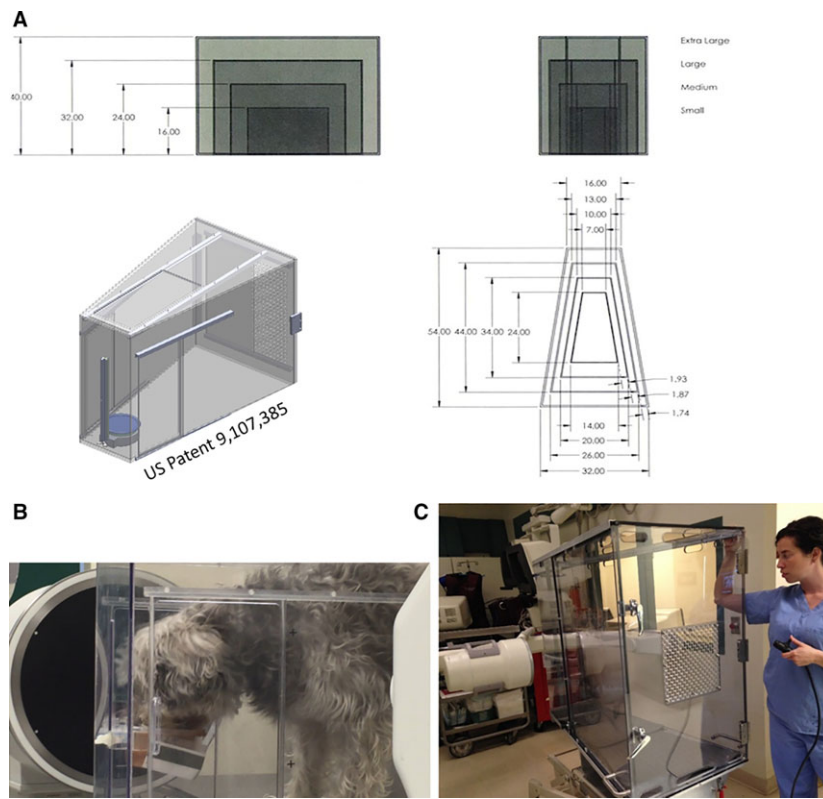 A
40.00
32.00
24.00
16.00
Extra Large
Large
Medium
Small
16.00
13.00
10.00
7.00
54.00
44.00
34.00
24.00
1.93
1.87
1.74
14.00
20.00
26.00
32.00
US Patent 9,107,385
B
C